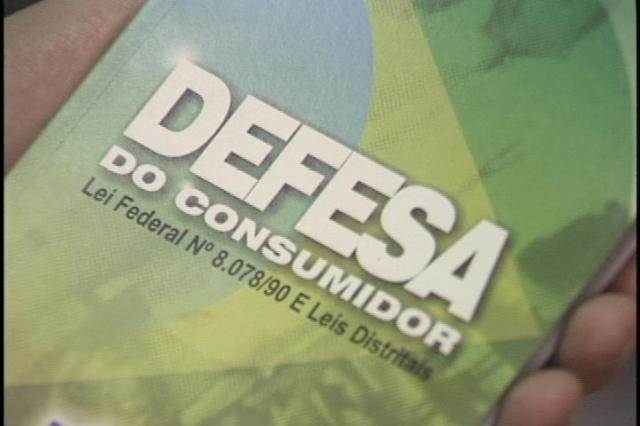 DEFESA
DO CONSUMIDOR
Lei Federal Nº 8.078/90 E Leis Distritais